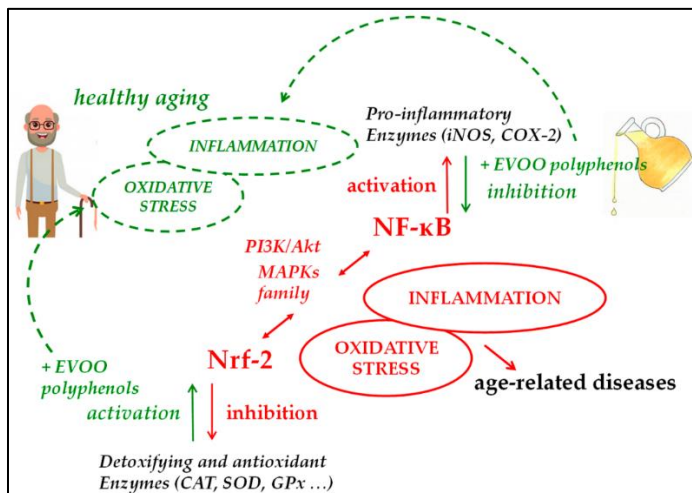 healthy aging
INFLAMMATION
OXIDATIVE
STRESS
Pro-inflammatory
Enzymes (iNOS, COX-2)
+ EVOO polyphenols
activation
inhibition
NF-κB
PI3K/Akt
MAPKs
family
INFLAMMATION
OXIDATIVE
STRESS
Nrf-2
age-related diseases
+ EVOO
polyphenols
activation
inhibition
Detoxifying and antioxidant
Enzymes (CAT, SOD, GPx ...)